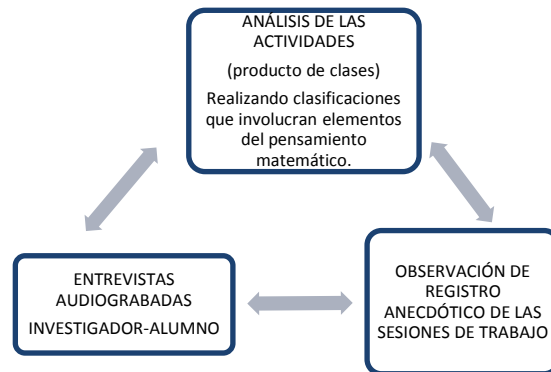 ANÁLISIS DE LAS
ACTIVIDADES
(producto de clases)
Realizando clasificaciones
que involucran elementos
del pensamiento
matemático.
ENTREVISTAS
AUDIOGRABADAS
INVESTIGADOR-ALUMNO
OBSERVACIÓN DE
REGISTRO
ANECDÓTICO DE LAS
SESIONES DE TRABAJO